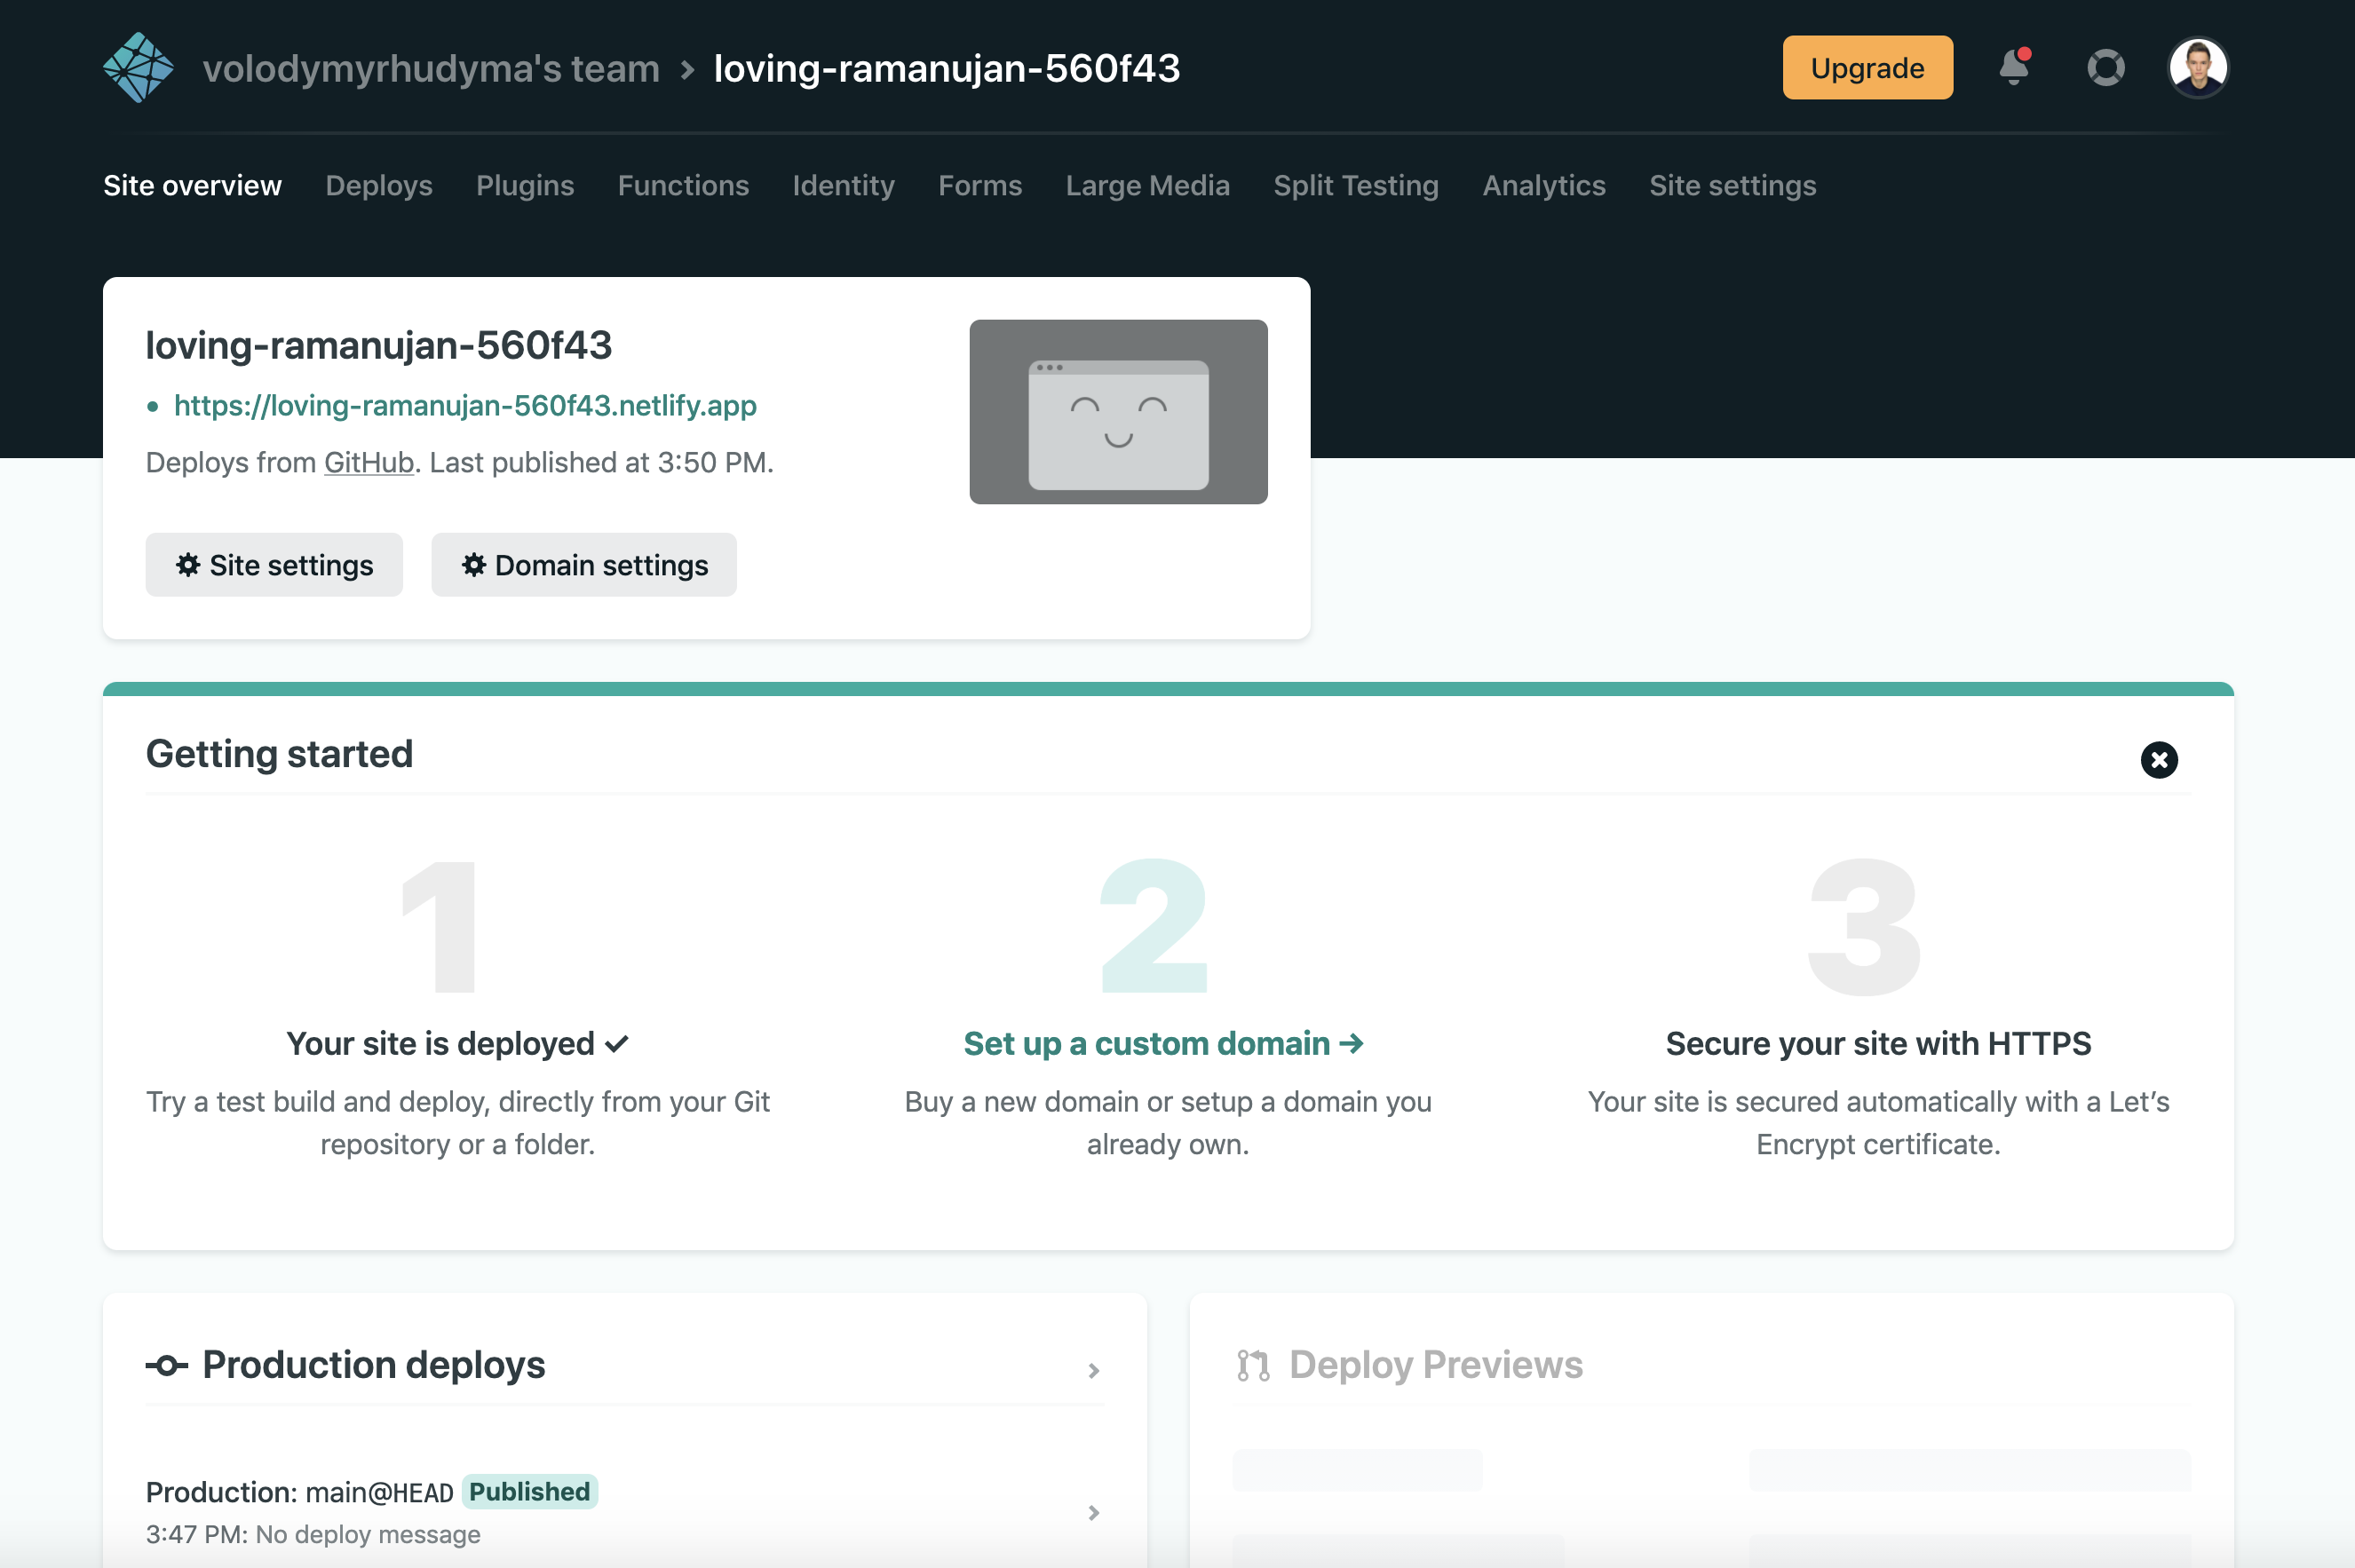 volodymyrhudyma's team > loving-ramanujan-560f43
Upgrade
Site overview Deploys Plugins Functions Identity Forms Large Media Split Testing Analytics Site settings
loving-ramanujan-560f43
• https://loving-ramanujan-560f43.netlify.app
Deploys from GitHub. Last published at 3:50 PM.
Site settings Domain settings
Getting started
1
Your site is deployed ✓
Try a test build and deploy, directly from your Git
repository or a folder.
2
Set up a custom domain →
Buy a new domain or setup a domain you
already own.
3
Secure your site with HTTPS
Your site is secured automatically with a Let’s
Encrypt certificate.
Production deploys
Production: main@HEAD Published
3:47 PM: No deploy message
Deploy Previews